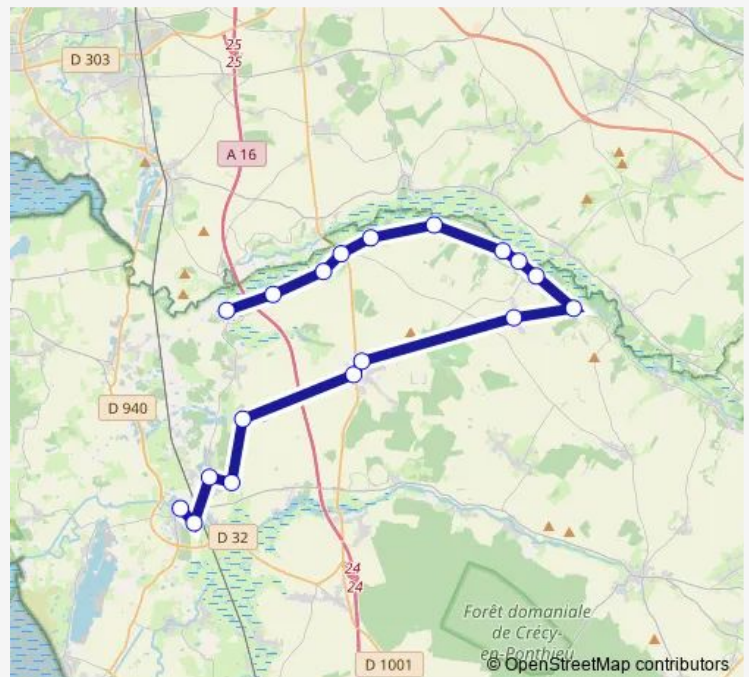 25
25
D 303
A 16
D 940
D 32
24
24
Forêt domaniale
de Crécy-
en-Ponthieu
D 1001
© OpenStreetMap contributors